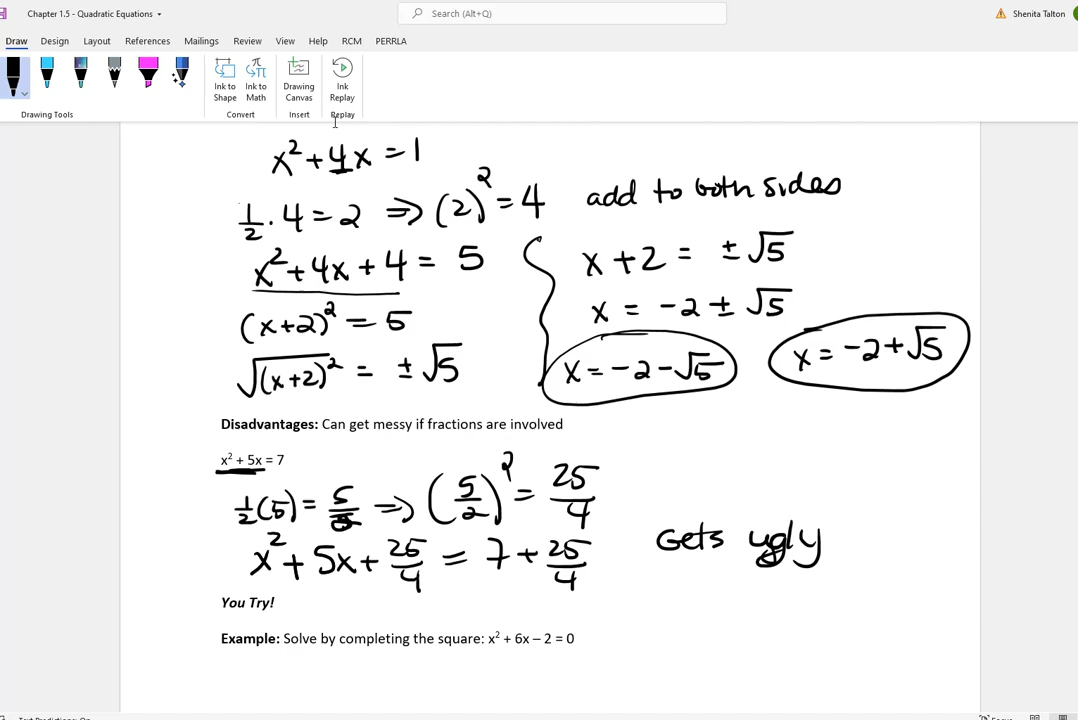 Chapter 1.5 - Quadratic Equations
Search (Alt+Q)
Shenita Talton
Draw Design Layout References Mailings Review View Help RCM PERRLA
Ink to Shape
Ink to Math
Drawing Canvas
Ink Replay
Drawing Tools
Convert
Insert
Replay
x² + 4x = 1
1/2 · 4 = 2 ⇒ (2)² = 4 add to both sides
x² + 4x + 4 = 5
(x+2)² = 5
√(x+2)² = ± √5
x + 2 = ± √5
x = -2 ± √5
x = -2 - √5
x = -2 + √5
Disadvantages: Can get messy if fractions are involved
x² + 5x = 7
1/2 (5) = 5/2 ⇒ (5/2)² = 25/4
x² + 5x + 25/4 = 7 + 25/4
Gets ugly
You Try!
Example: Solve by completing the square: x² + 6x – 2 = 0